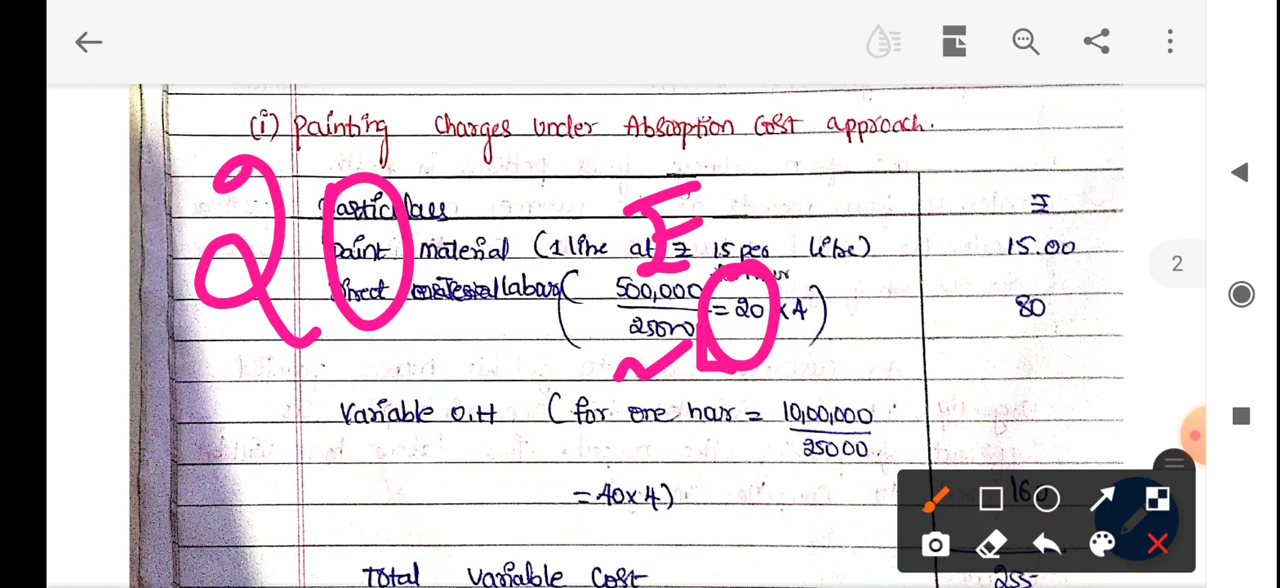 (i) Painting Charges Under Absorption Cost approach.
Particulars ₹
Paint material (1 litre at ₹ 15 per litre) 15.00
Direct labour ( 500,000 / 25000 = 20 × 4 ) 80
20 ₹
Variable O.H ( for one har = 10,00,000 / 25000
= 40 × 4) 160
Total Variable Cost 255
2